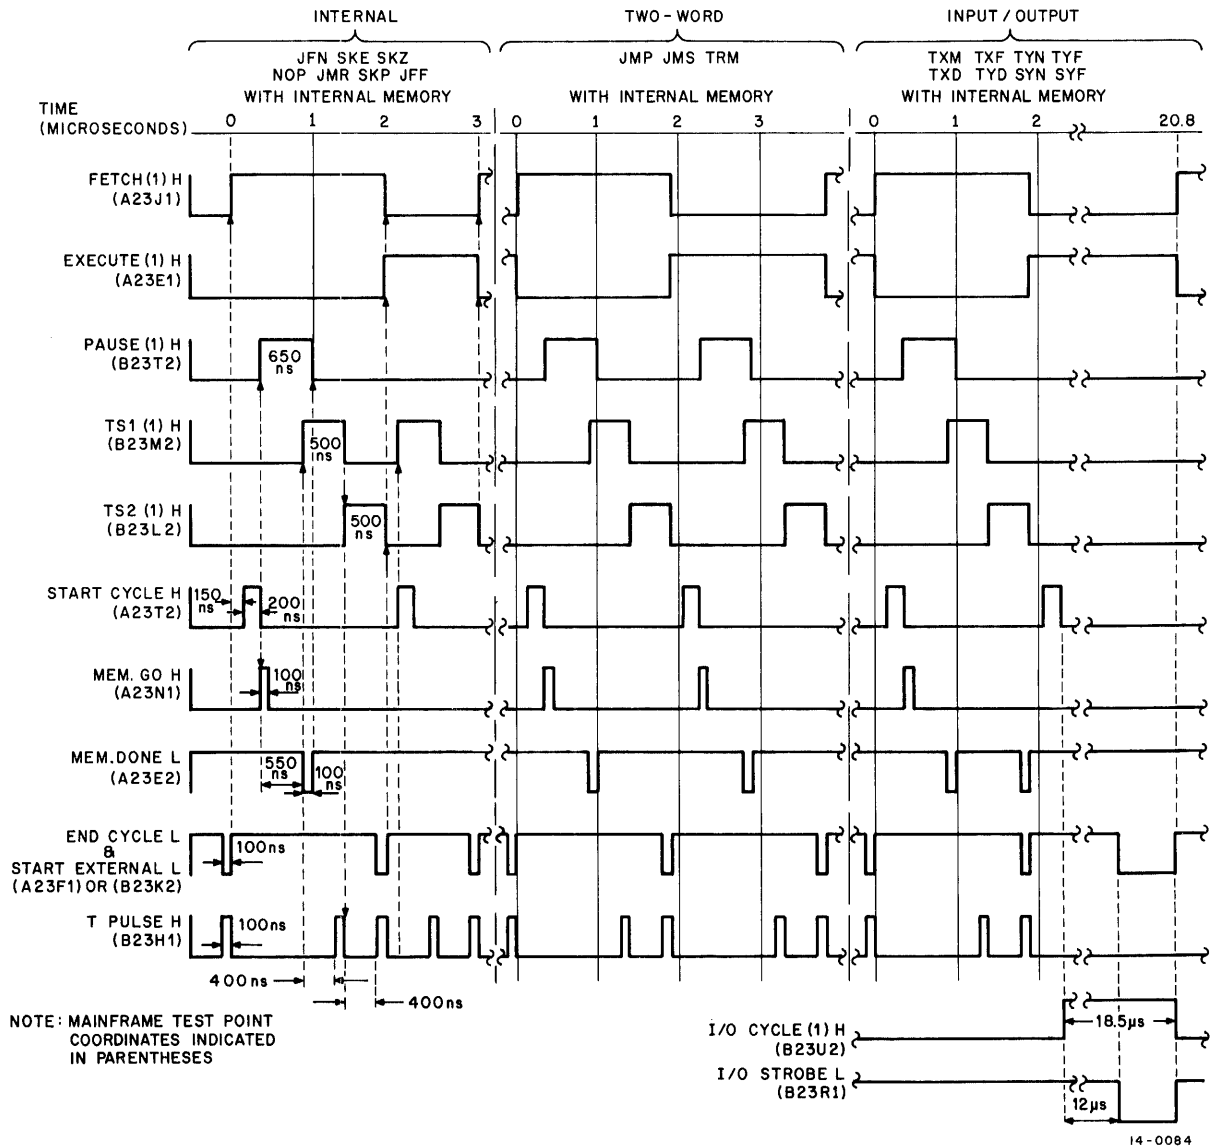 INTERNAL TWO-WORD INPUT/OUTPUT
JFN SKE SKZ JMP JMS TRM TXM TXF TYN TYF
NOP JMR SKP JFF TXD TYD SYN SYF
WITH INTERNAL MEMORY WITH INTERNAL MEMORY WITH INTERNAL MEMORY
TIME
(MICROSECONDS) 0 1 2 3 0 1 2 3 0 1 2 20.8
FETCH (1) H
(A23J1)
EXECUTE (1) H
(A23E1)
PAUSE (1) H
(B23T2)
650
ns
TS1 (1) H
(B23M2)
500
ns
TS2 (1) H
(B23L2)
500
ns
START CYCLE H
(A23T2)
150
ns
200
ns
MEM. GO H
(A23N1)
100
ns
MEM. DONE L
(A23E2)
550
ns
100
ns
END CYCLE L
&
START EXTERNAL L
(A23F1) OR (B23K2)
100ns
T PULSE H
(B23H1)
100ns
400ns
400ns
NOTE: MAINFRAME TEST POINT
COORDINATES INDICATED
IN PARENTHESES
I/O CYCLE (1) H
(B23U2)
18.5µs
I/O STROBE L
(B23R1)
12µs
14-0084